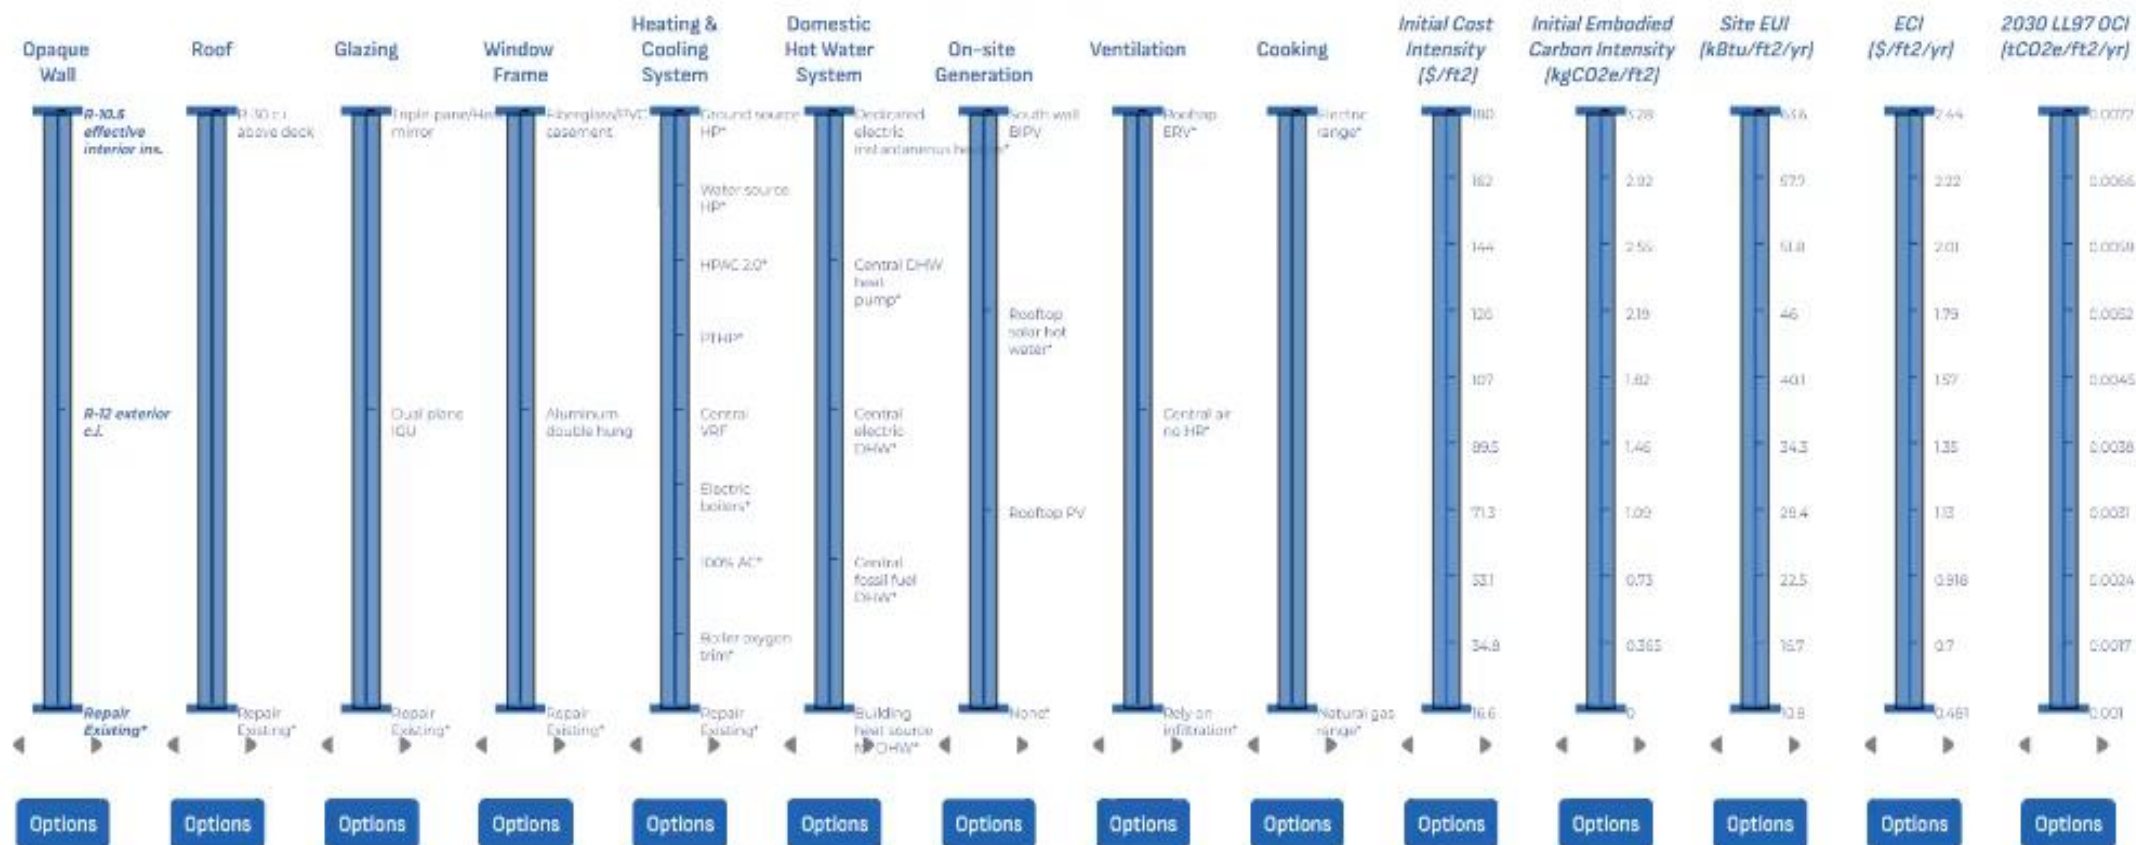 Opaque
Wall
Roof
Glazing
Window
Frame
Heating &
Cooling
System
Domestic
Hot Water
System
On-site
Generation
Ventilation
Cooking
Initial Cost
Intensity
($/ft2)
Initial Embodied
Carbon Intensity
(kgCO2e/ft2)
Site EUI
(kBtu/ft2/yr)
ECI
($/ft2/yr)
2030 LL97 OCI
(tCO2e/ft2/yr)
R-10.5
effective
interior ins.
R-12 exterior
c.i.
Repair
Existing*
R-30 c.i.
above deck
Repair
Existing*
Triple pane/Heat
mirror
Dual plane
IGU
Repair
Existing*
Fiberglass/PVC
casement
Aluminum
double hung
Repair
Existing*
Ground source
HP*
Water source
HP*
HPAC 2.0*
PTHP*
Central
VRF
Electric
boilers*
100% AC*
Boiler oxygen
trim*
Repair
Existing*
Dedicated
electric
instantaneous
Central DHW
heat
pump*
Central
electric
DHW*
Central
fossil fuel
DHW*
Building
heat source
DHW*
South wall
BIPV
Rooftop
solar hot
water*
Rooftop PV
None*
Rooftop
ERV*
Central air
no HR*
Rely on
infiltration*
Electric
range*
Natural gas
range*
180
162
144
126
107
89.5
71.3
53.1
34.9
16.6
3.28
2.92
2.55
2.19
1.82
1.46
1.09
0.73
0.365
0
63.6
57.7
51.8
46
40.1
34.3
28.4
22.5
16.7
10.8
2.44
2.22
2.01
1.79
1.57
1.35
1.13
0.918
0.7
0.481
0.0072
0.0066
0.0059
0.0052
0.0045
0.0038
0.0031
0.0024
0.0017
0.001
Options
Options
Options
Options
Options
Options
Options
Options
Options
Options
Options
Options
Options
Options